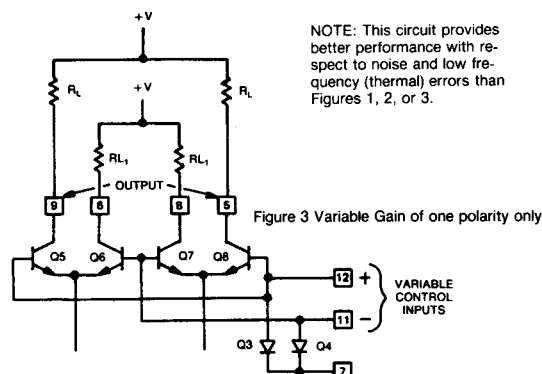 +V
NOTE: This circuit provides
better performance with re-
spect to noise and low fre-
quency (thermal) errors than
Figures 1, 2, or 3.
RL
+V
RL
RL1
RL1
OUTPUT
9
6
8
5
Figure 3 Variable Gain of one polarity only
Q5
Q6
Q7
Q8
12 +
VARIABLE
CONTROL
INPUTS
11 −
Q3
Q4
7